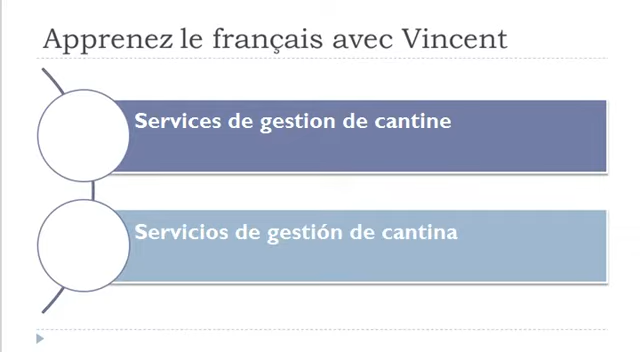 Apprenez le français avec Vincent
Services de gestion de cantine
Servicios de gestión de cantina